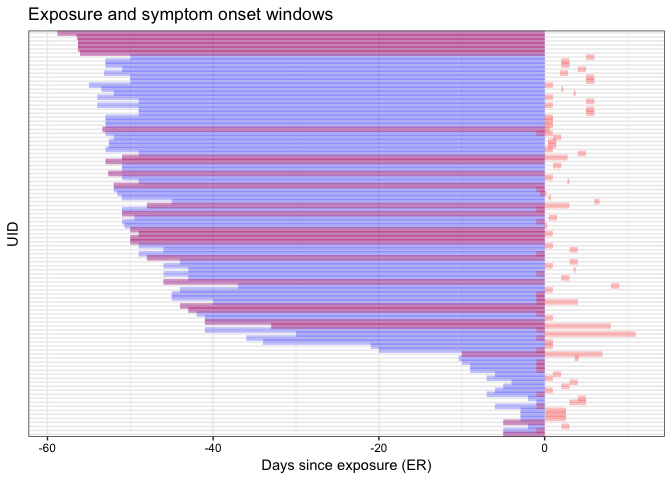 Exposure and symptom onset windows
UID
-60
-40
-20
0
Days since exposure (ER)